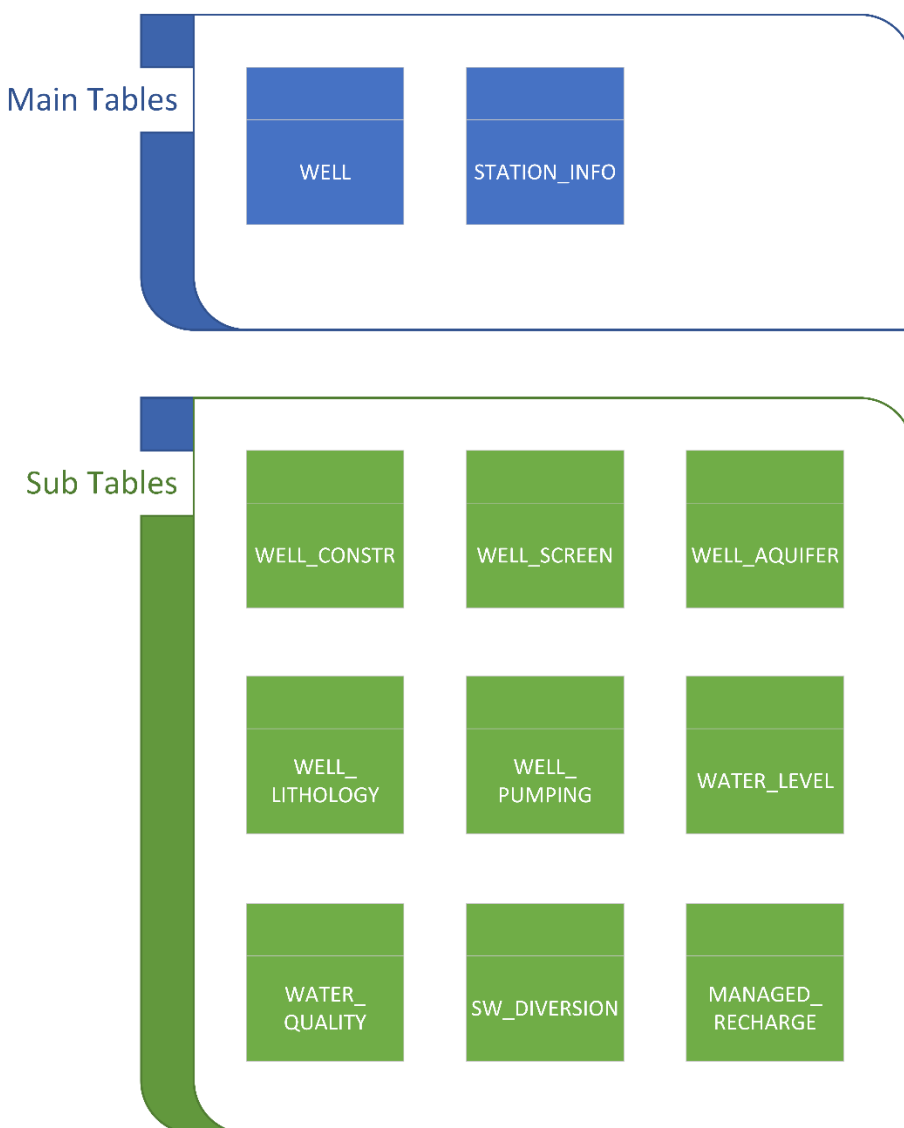 Main Tables
WELL
STATION_INFO
Sub Tables
WELL_CONSTR
WELL_SCREEN
WELL_AQUIFER
WELL_
LITHOLOGY
WELL_
PUMPING
WATER_LEVEL
WATER_
QUALITY
SW_DIVERSION
MANAGED_
RECHARGE